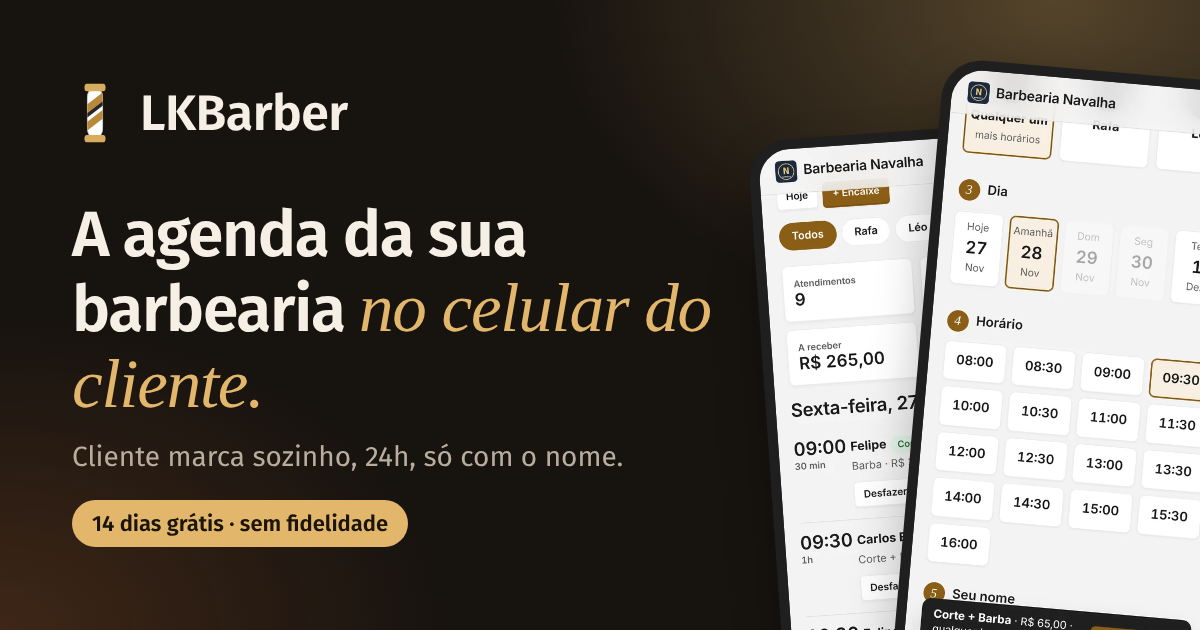 LKBarber
A agenda da sua
barbearia no celular do
cliente.
Cliente marca sozinho, 24h, só com o nome.
14 dias grátis · sem fidelidade
N Barbearia Navalha
Hoje + Encaixe
Todos Rafa Léo
Atendimentos
9
A receber
R$ 265,00
Sexta-feira, 27
09:00 Felipe
30 min Barba · R$
Desfazer
09:30 Carlos
1h Corte +
N Barbearia Navalha
Qualquer um Rafa
mais horários
3 Dia
Hoje Amanhã Dom Seg
27 28 29 30
Nov Nov Nov Nov
4 Horário
08:00 08:30 09:00 09:30
10:00 10:30 11:00 11:30
12:00 12:30 13:00 13:30
14:00 14:30 15:00 15:30
16:00
5 Seu nome
Corte + Barba · R$ 65,00 ·